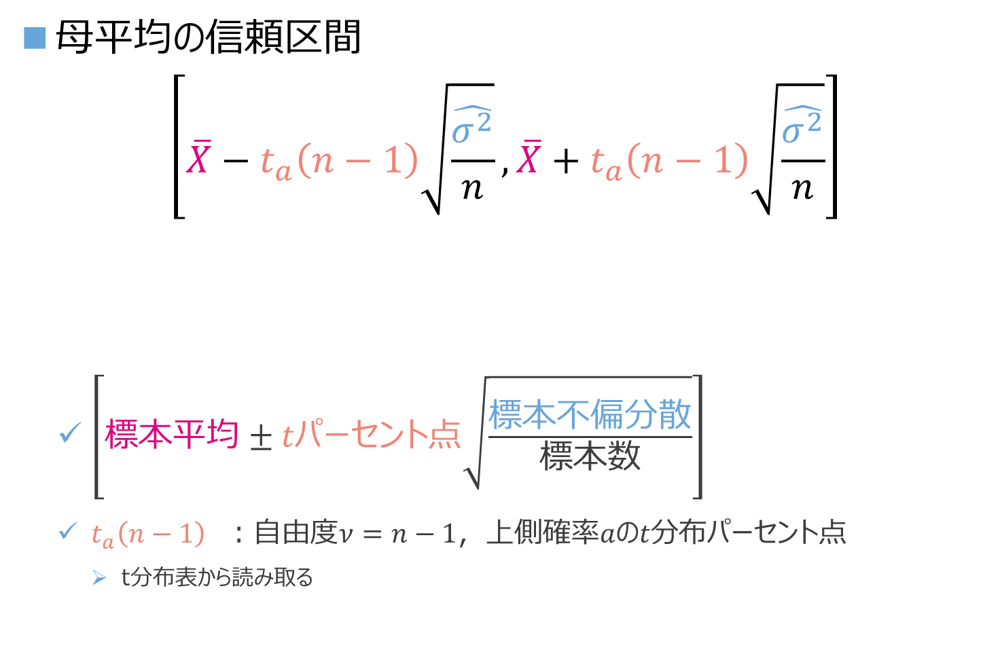 ■ 母平均の信頼区間
[X̄ − tₐ(n − 1)√(σ̂²/n), X̄ + tₐ(n − 1)√(σ̂²/n)]
✓ [標本平均 ± tパーセント点√(標本不偏分散/標本数)]
✓ tₐ(n − 1) ：自由度ν = n − 1，上側確率aのt分布パーセント点
➢ t分布表から読み取る